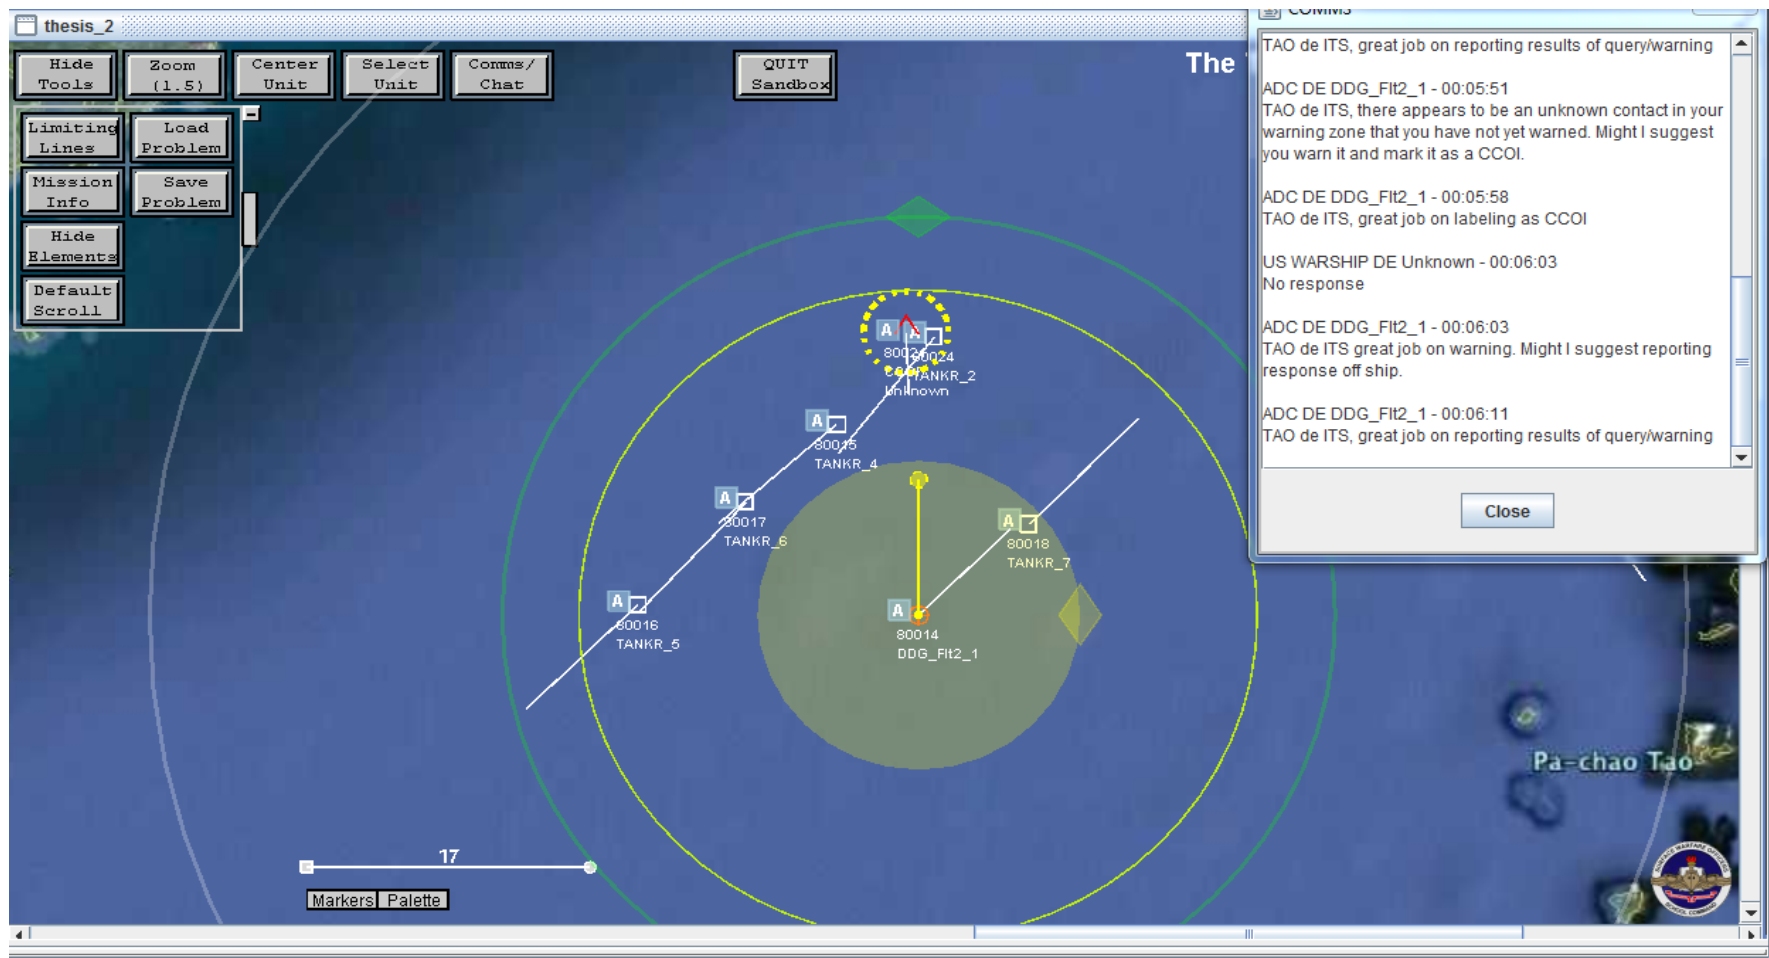 thesis_2
COMMS
Hide
Tools
Zoom
(1.5)
Center
Unit
Select
Unit
Comms/
Chat
QUIT
Sandbox
The
Limiting
Lines
Load
Problem
Mission
Info
Save
Problem
Hide
Elements
Default
Scroll
TAO de ITS, great job on reporting results of query/warning
ADC DE DDG_Flt2_1 - 00:05:51
TAO de ITS, there appears to be an unknown contact in your
warning zone that you have not yet warned. Might I suggest
you warn it and mark it as a CCOI.
ADC DE DDG_Flt2_1 - 00:05:58
TAO de ITS, great job on labeling as CCOI
US WARSHIP DE Unknown - 00:06:03
No response
ADC DE DDG_Flt2_1 - 00:06:03
TAO de ITS great job on warning. Might I suggest reporting
response off ship.
ADC DE DDG_Flt2_1 - 00:06:11
TAO de ITS, great job on reporting results of query/warning
Close
A
A
80024
TANKR_2
Unknown
A
80015
TANKR_4
A
80017
TANKR_6
A
80018
TANKR_7
A
80016
TANKR_5
A
80014
DDG_Flt2_1
Pa-chao Tao
17
Markers
Palette
SURFACE WARFARE OFFICERS
SCHOOL COMMAND